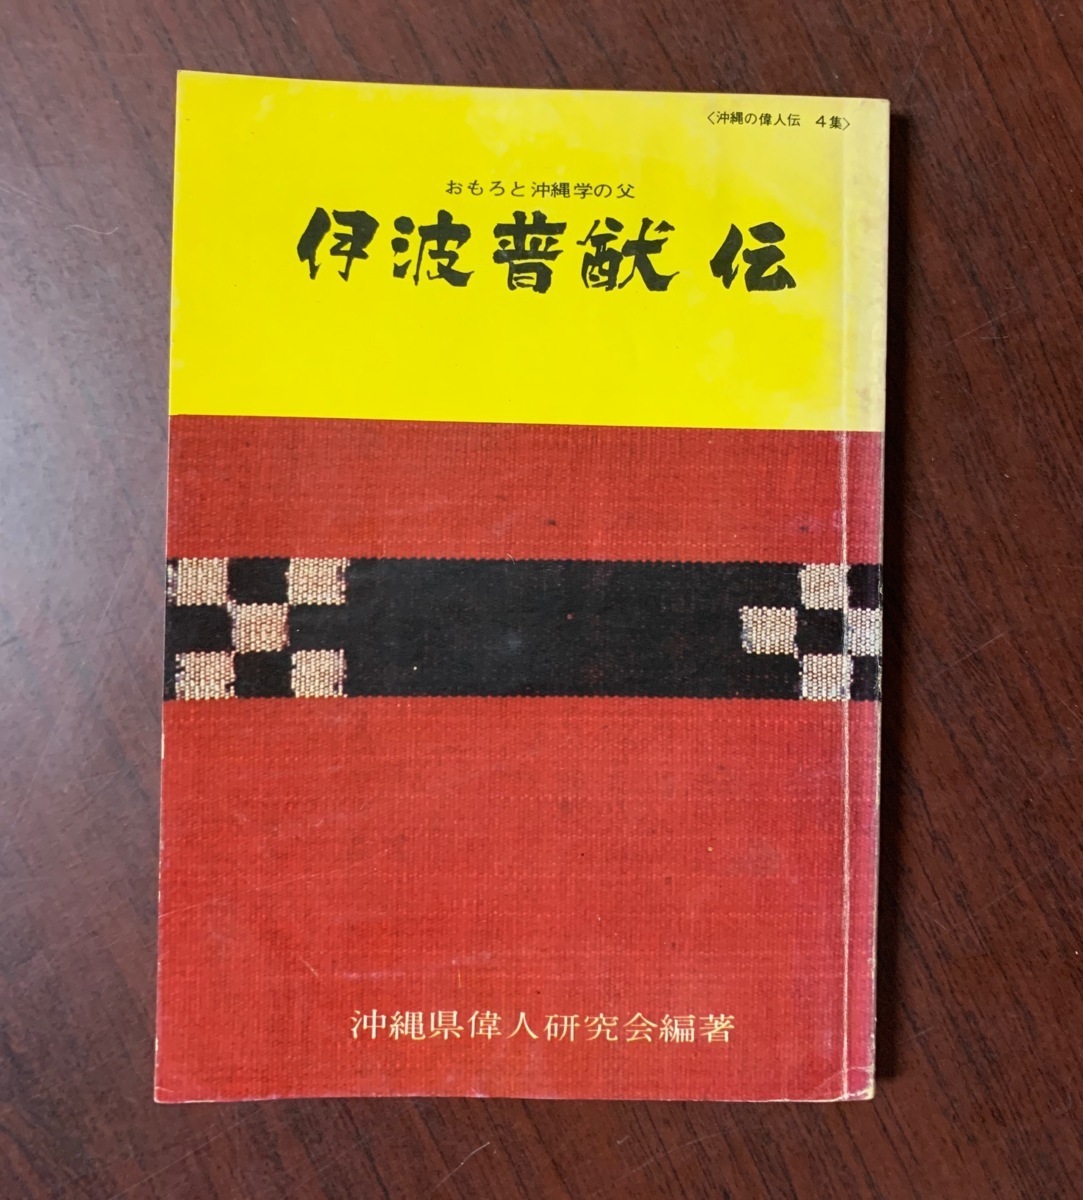 〈沖縄の偉人伝 4集〉
おもろと沖縄学の父
伊波普猷 伝
沖縄県偉人研究会編著